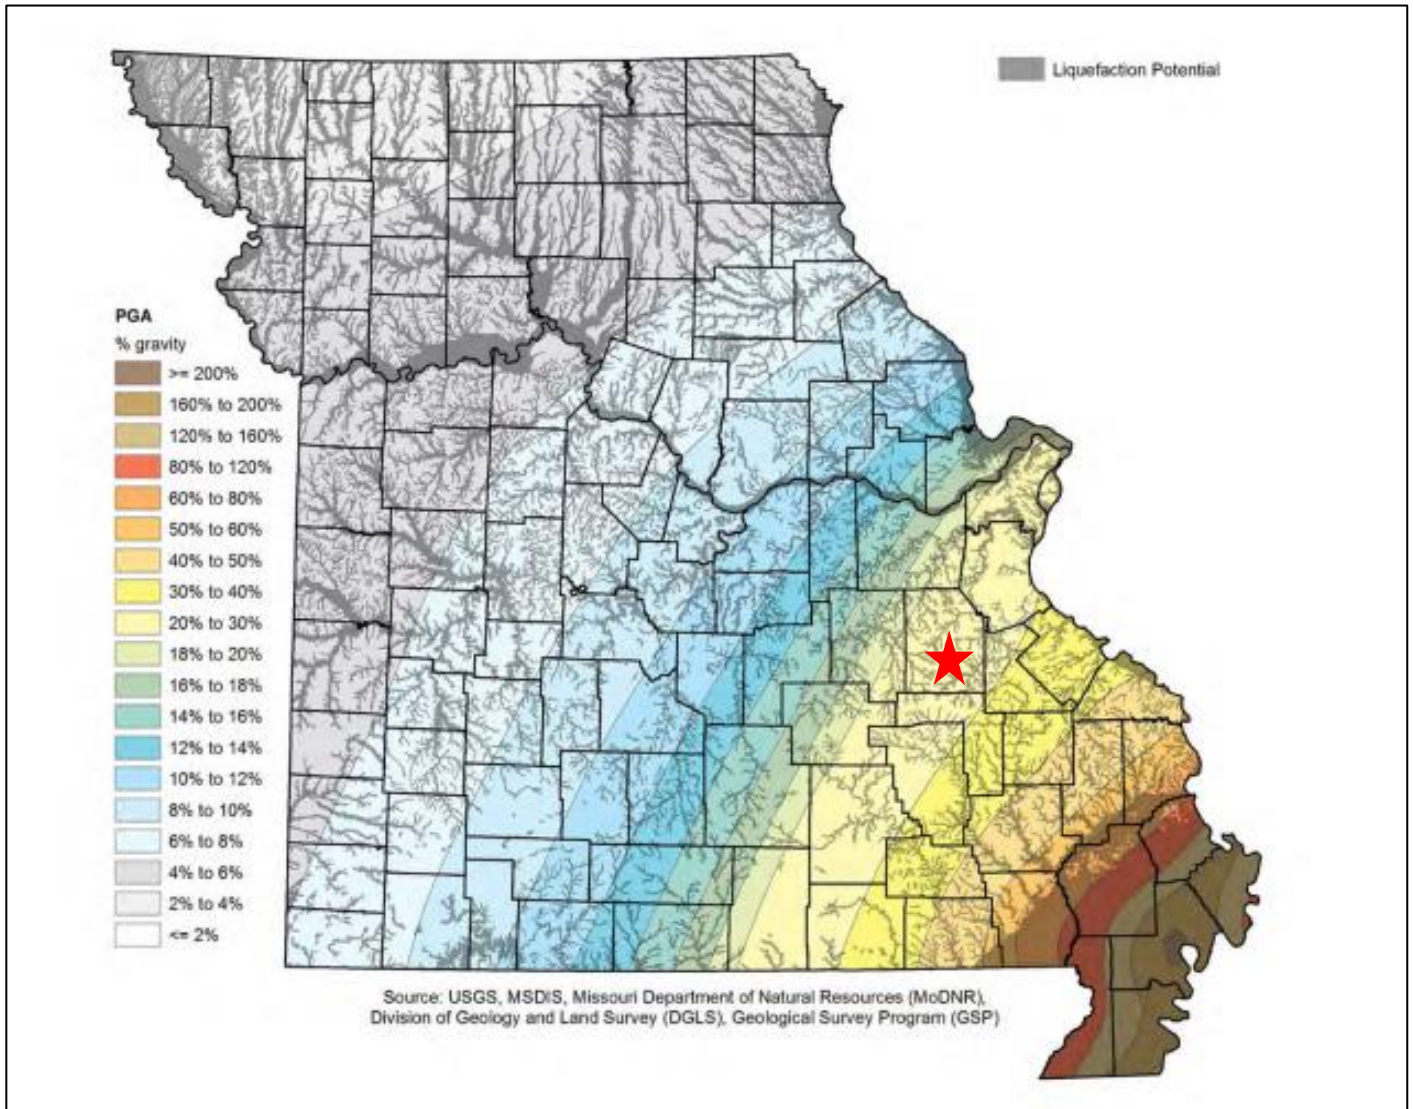 Liquefaction Potential
PGA
% gravity
>= 200%
160% to 200%
120% to 160%
80% to 120%
60% to 80%
50% to 60%
40% to 50%
30% to 40%
20% to 30%
18% to 20%
16% to 18%
14% to 16%
12% to 14%
10% to 12%
8% to 10%
6% to 8%
4% to 6%
2% to 4%
<= 2%
Source: USGS, MSDIS, Missouri Department of Natural Resources (MoDNR),
Division of Geology and Land Survey (DGLS), Geological Survey Program (GSP)